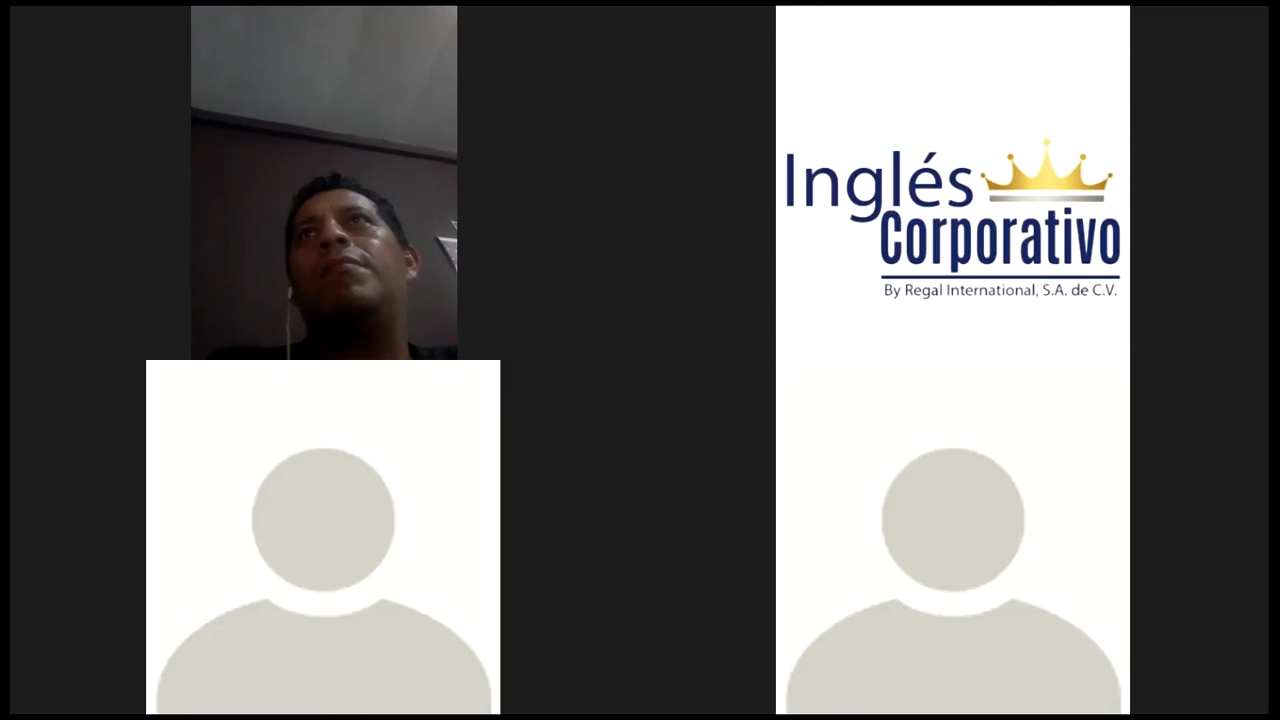 Inglés
Corporativo
By Regal International, S.A. de C.V.